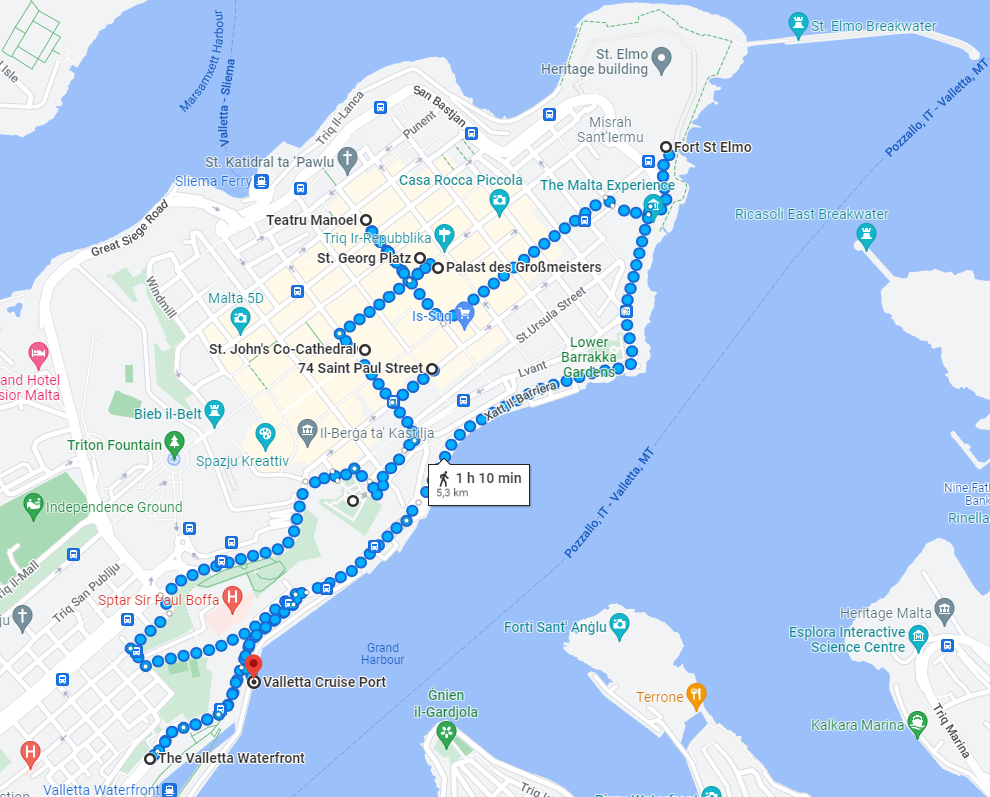 St. Elmo Breakwater
Marsamxett Harbour
Valletta - Sliema
l Isle
St. Elmo
Heritage building
Pozzallo, IT - Valletta, MT
San Bastjan
Triq Il-Lanca
Punent
Misraħ
Sant'Iermu
Fort St Elmo
St. Katidral ta 'Pawlu
Sliema Ferry
Casa Rocca Piccola
The Malta Experience
Great Siege Road
Teatru Manoel
Ricasoli East Breakwater
Triq Ir-Repubblika
St. Georg Platz
Palast des Großmeisters
Windmill
Malta 5D
Is-Suq
St Ursula Street
St. John's Co-Cathedral
Lower
Barrakka
Gardens
74 Saint Paul Street
Lvant
and Hotel
sior Malta
Xatt Il-Barriera
Bieb il-Belt
Il-Berġa ta' Kastilja
Triton Fountain
Spazju Kreattiv
1 h 10 min
5,3 km
Pozzallo, IT - Valletta, MT
Independence Ground
Nine Fath
Bank
Rinella
Triq Il-Mall
Triq San Publiju
Sptar Sir Paul Boffa
ju
Heritage Malta
Forti Sant' Anġlu
Esplora Interactive
Science Centre
Grand
Harbour
Valletta Cruise Port
Ġnien
il-Gardjola
Terrone
Kalkara Marina
Triq Marina
The Valletta Waterfront
Valletta Waterfront